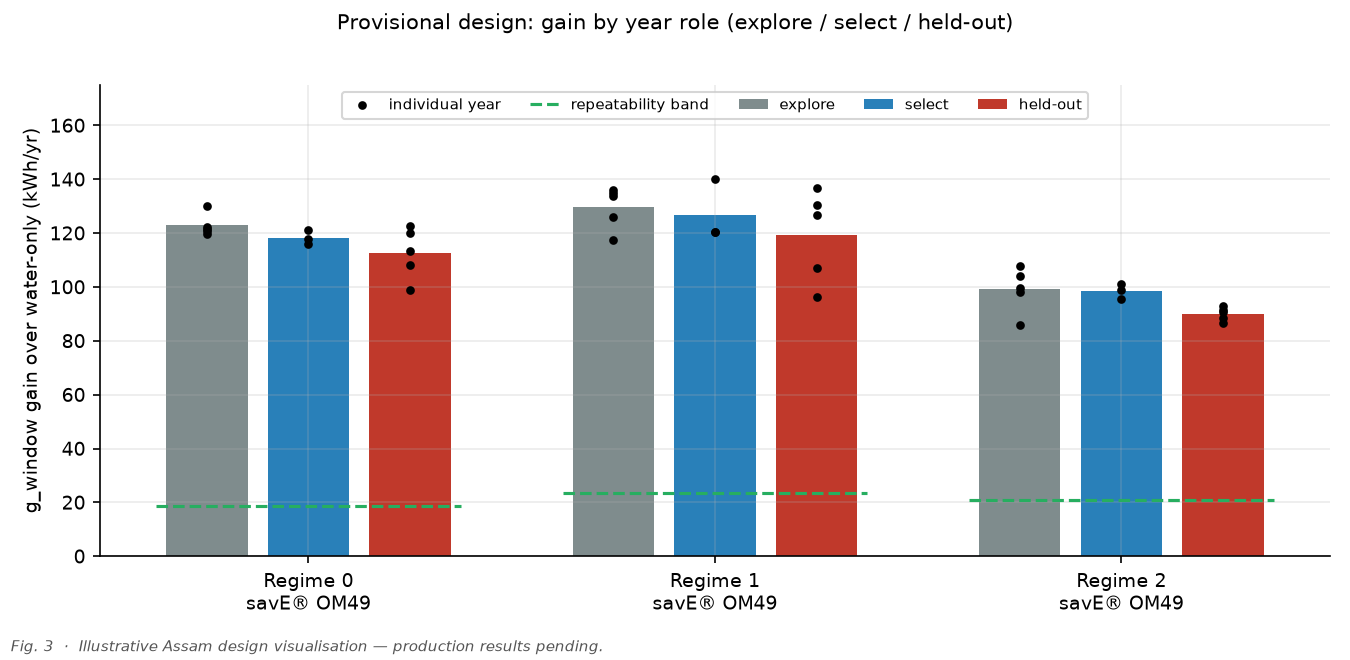 Provisional design: gain by year role (explore / select / held-out)
individual year repeatability band explore select held-out
g_window gain over water-only (kWh/yr)
160
140
120
100
80
60
40
20
0
Regime 0 Regime 1 Regime 2
savE® OM49 savE® OM49 savE® OM49
Fig. 3 · Illustrative Assam design visualisation — production results pending.